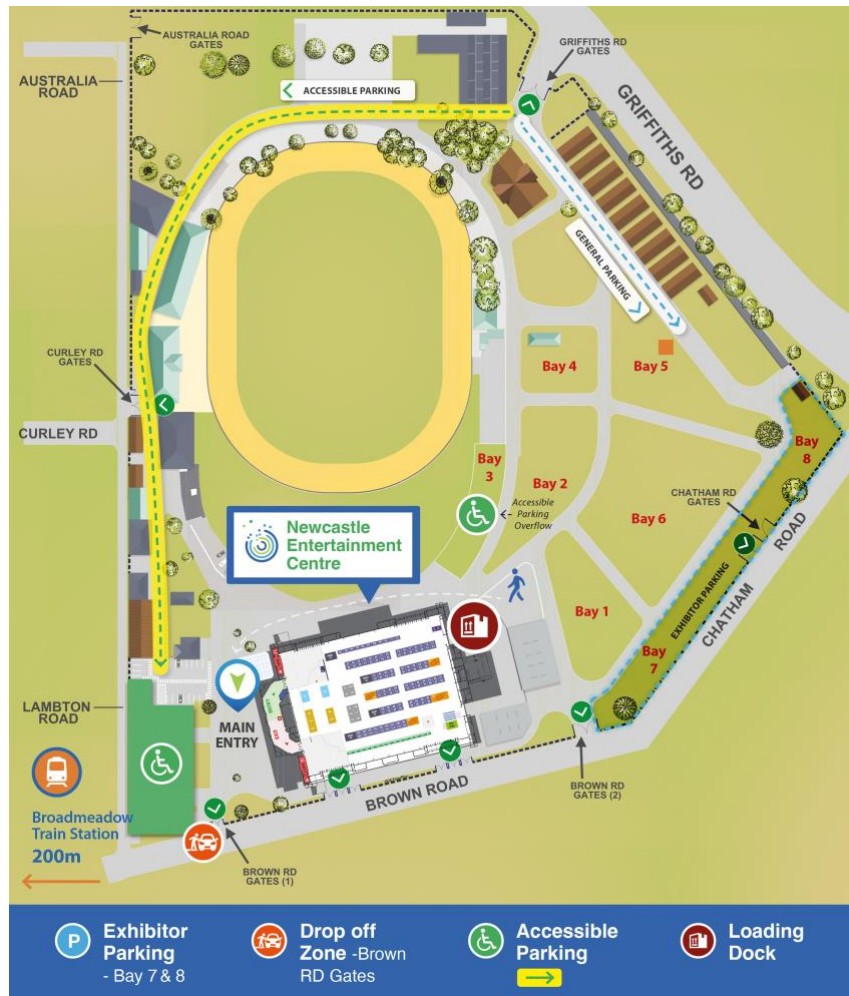 AUSTRALIA ROAD
GATES
GRIFFITHS RD
GATES
AUSTRALIA
ROAD
ACCESSIBLE PARKING
GRIFFITHS RD
GENERAL PARKING
CURLEY RD
GATES
Bay 4
Bay 5
CURLEY RD
Bay
3
Bay 2
Bay
8
Accessible
Parking
Overflow
CHATHAM RD
GATES
Bay 6
Newcastle
Entertainment
Centre
EXHIBITOR PARKING
CHATHAM ROAD
Bay 1
Bay
7
LAMBTON
ROAD
MAIN
ENTRY
Broadmeadow
Train Station
200m
BROWN ROAD
BROWN RD
GATES (2)
BROWN RD
GATES (1)
P
Exhibitor
Parking
- Bay 7 & 8
Drop off
Zone -Brown
RD Gates
Accessible
Parking
Loading
Dock